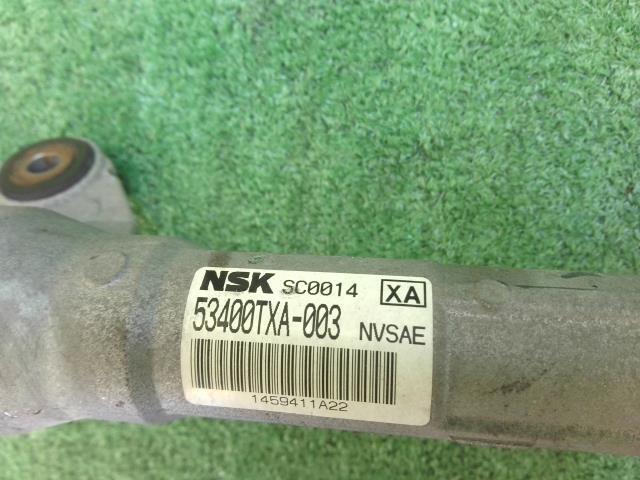 NSK SC0014 XA
53400TXA-003 NVSAE
1459411A22